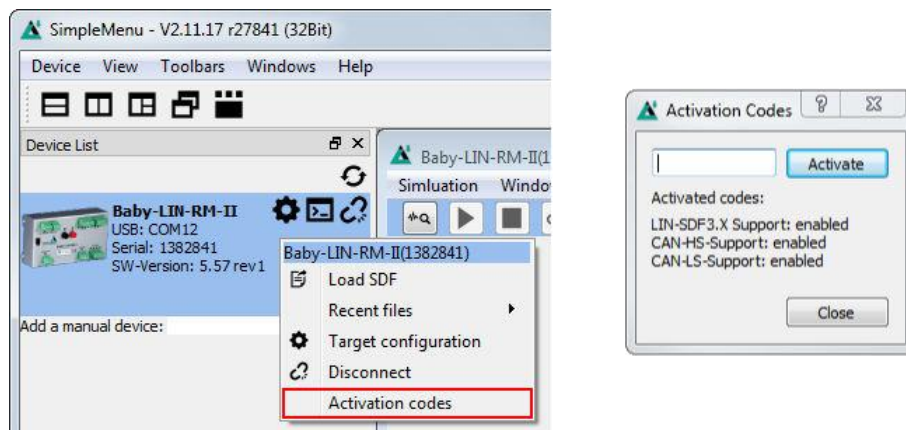 SimpleMenu - V2.11.17 r27841 (32Bit)
Device View Toolbars Windows Help
Device List
Baby-LIN-RM-II
USB: COM12
Serial: 1382841
SW-Version: 5.57 rev1
Add a manual device:
Baby-LIN-RM-II(1
Simluation Windo
Baby-LIN-RM-II(1382841)
Load SDF
Recent files
Target configuration
Disconnect
Activation codes
Activation Codes
Activate
Activated codes:
LIN-SDF3.X Support: enabled
CAN-HS-Support: enabled
CAN-LS-Support: enabled
Close